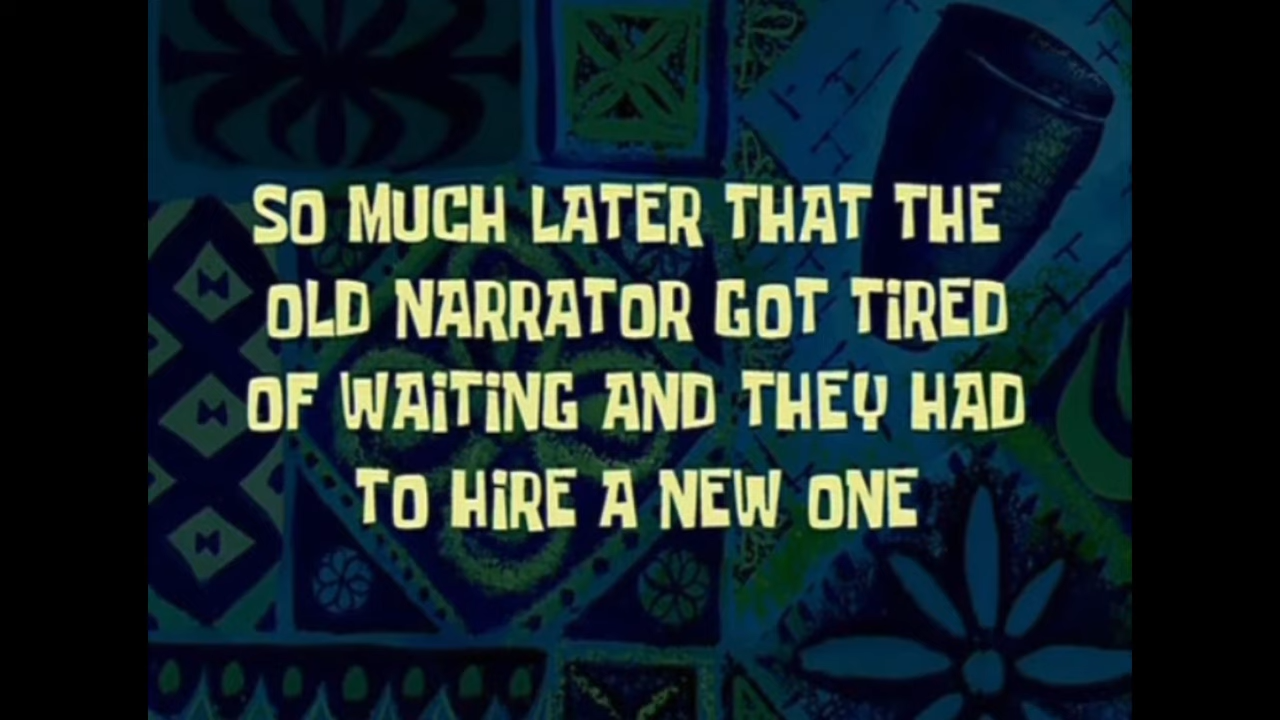 SO MUCH LATER THAT THE
OLD NARRATOR GOT TiRED
OF WAiTiNG AND THEY HAD
TO HiRE A NEW ONE